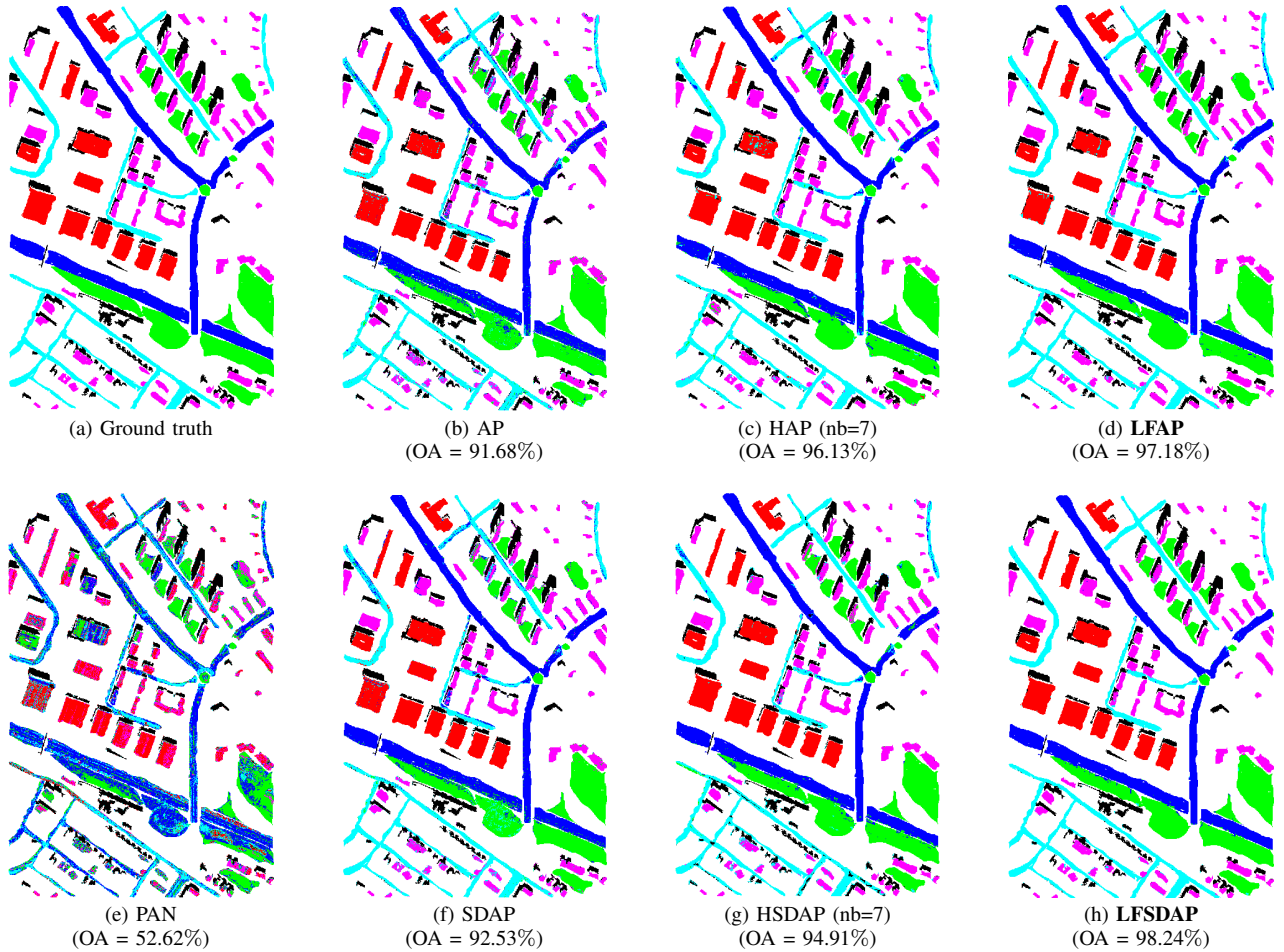 (a) Ground truth
(b) AP
(OA = 91.68%)
(c) HAP (nb=7)
(OA = 96.13%)
(d) LFAP
(OA = 97.18%)
(e) PAN
(OA = 52.62%)
(f) SDAP
(OA = 92.53%)
(g) HSDAP (nb=7)
(OA = 94.91%)
(h) LFSDAP
(OA = 98.24%)